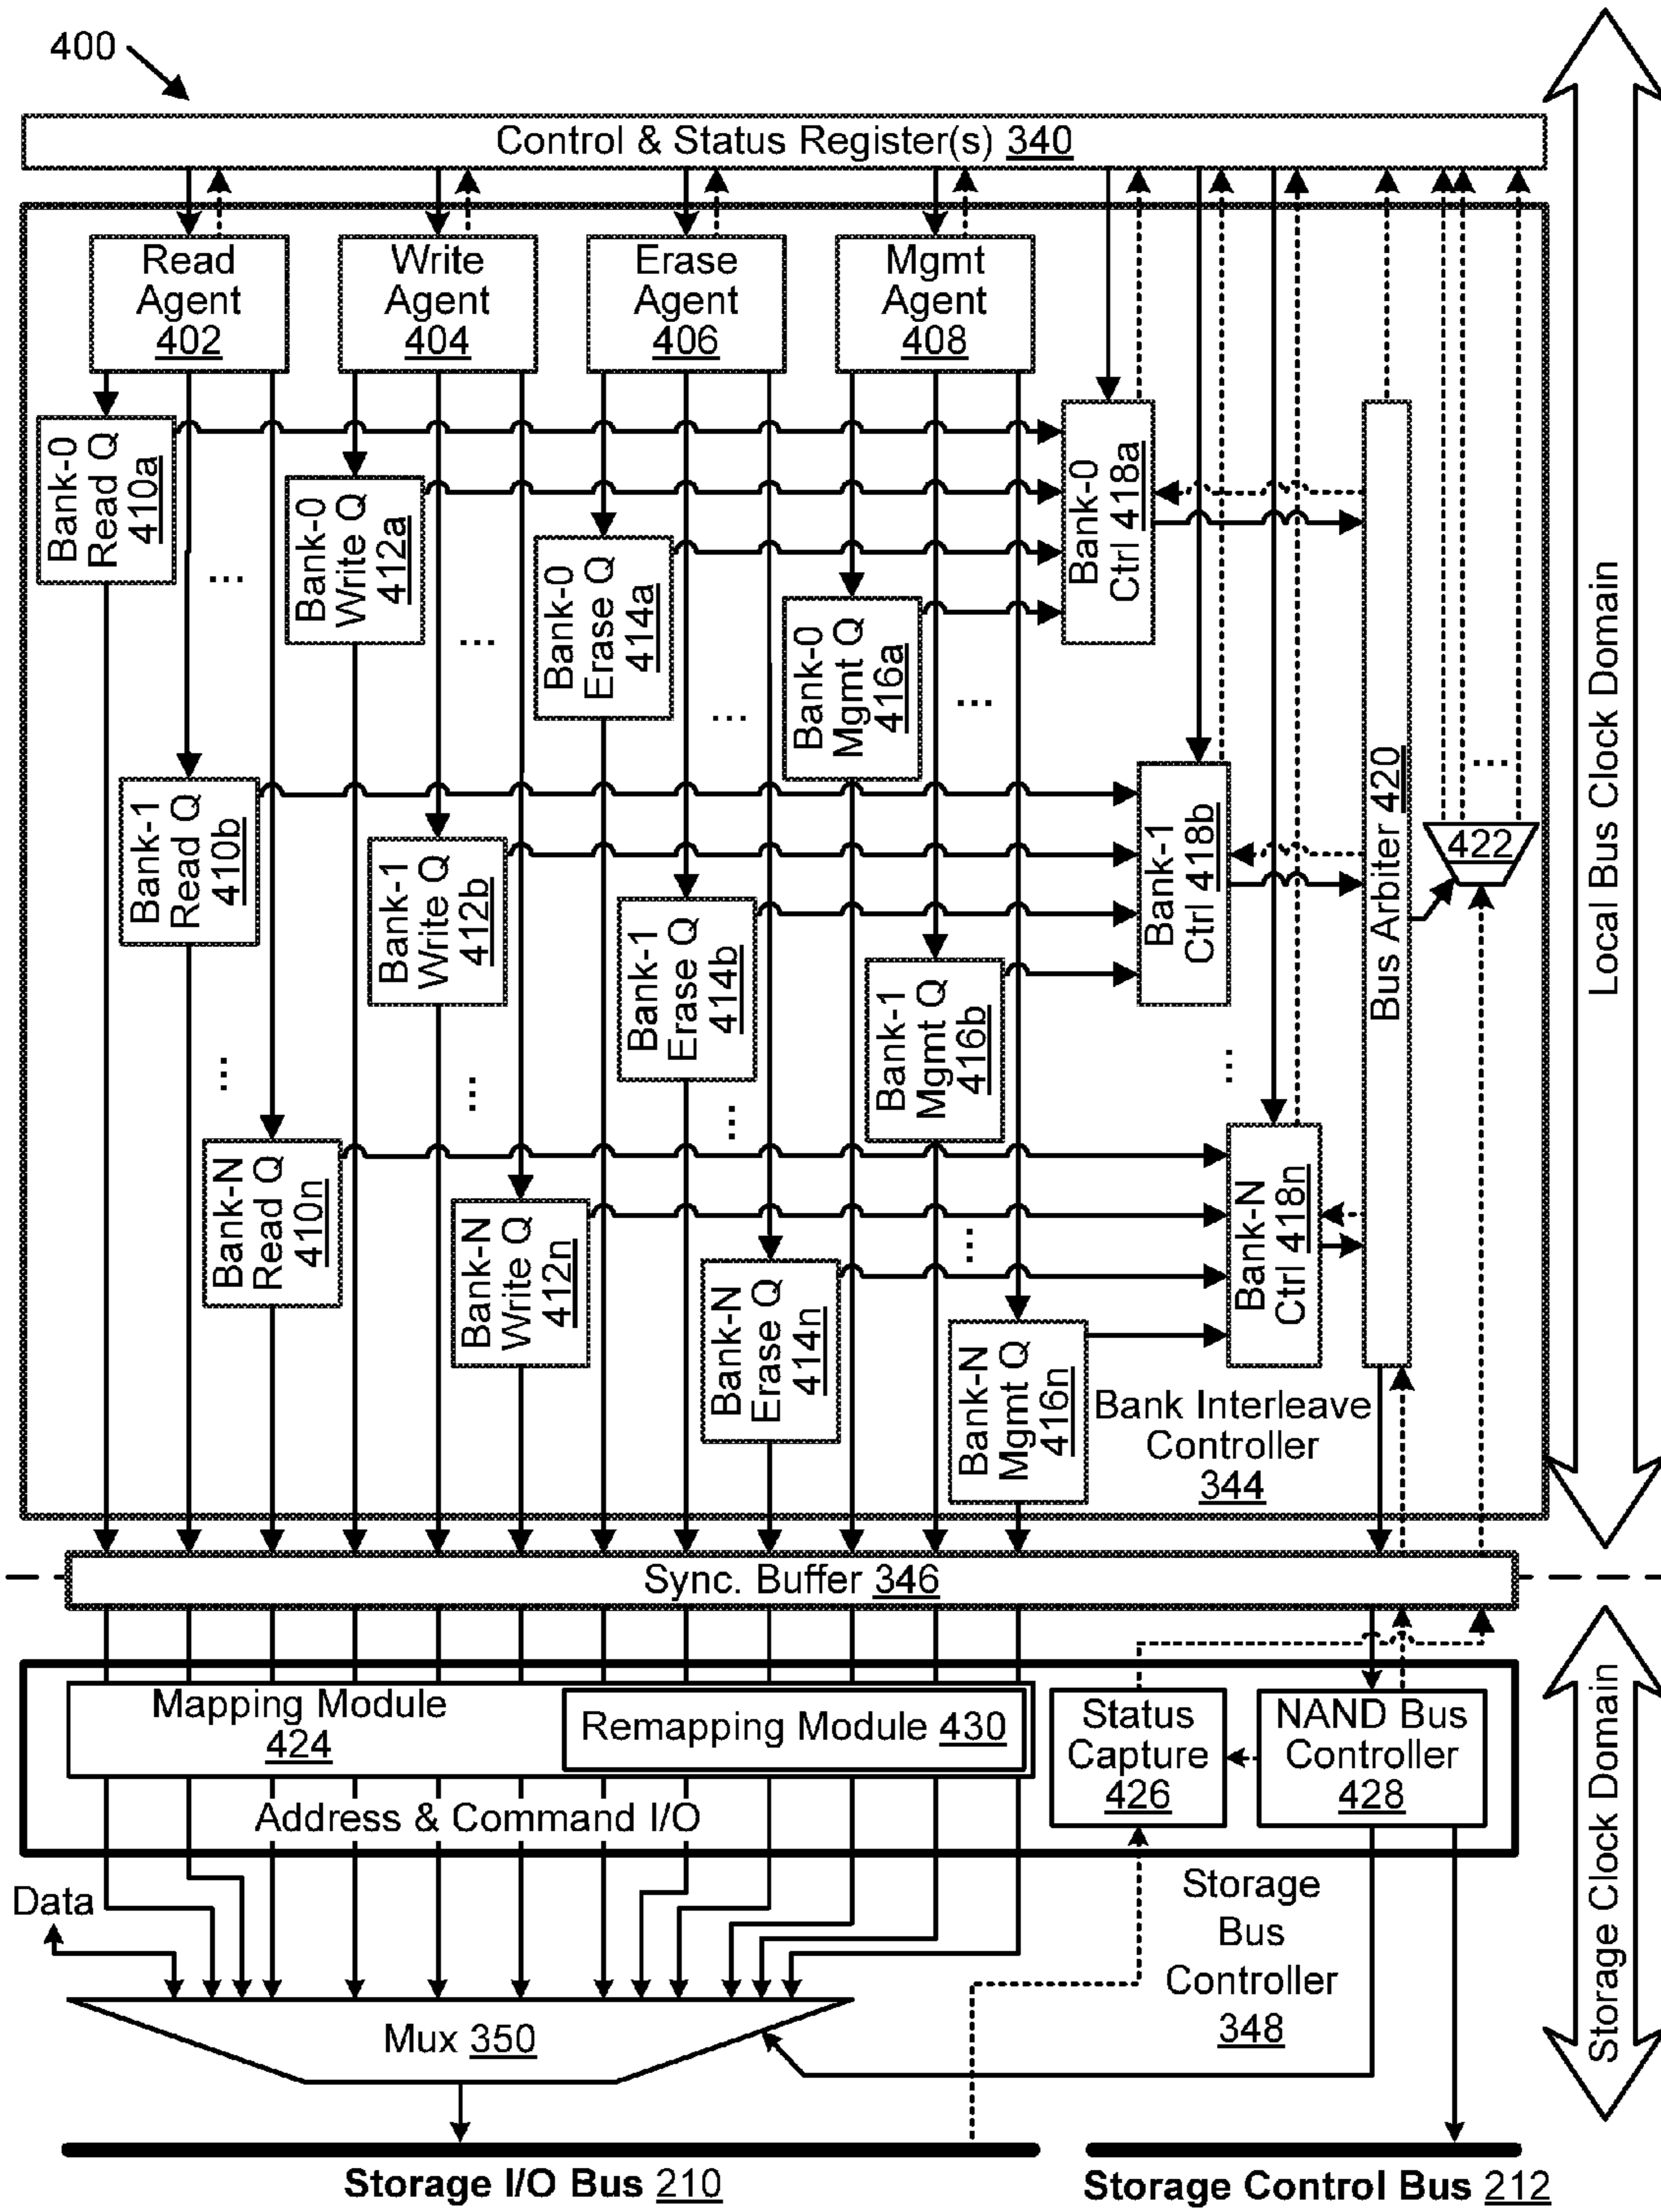 400
Control & Status Register(s) 340
Read
Agent
402
Write
Agent
404
Erase
Agent
406
Mgmt
Agent
408
Bank-0
Read Q
410a
Bank-0
Write Q
412a
Bank-0
Erase Q
414a
Bank-0
Mgmt Q
416a
Bank-0
Ctrl 418a
...
...
...
...
Bank-1
Read Q
410b
Bank-1
Write Q
412b
Bank-1
Erase Q
414b
Bank-1
Mgmt Q
416b
Bank-1
Ctrl 418b
Bus Arbiter 420
...
422
Local Bus Clock Domain
...
...
...
...
...
Bank-N
Read Q
410n
Bank-N
Write Q
412n
Bank-N
Erase Q
414n
Bank-N
Mgmt Q
416n
Bank-N
Ctrl 418n
Bank Interleave
Controller
344
Sync. Buffer 346
Mapping Module
424
Remapping Module 430
Status
Capture
426
NAND Bus
Controller
428
Address & Command I/O
Storage Clock Domain
Data
Storage
Bus
Controller
348
Mux 350
Storage I/O Bus 210
Storage Control Bus 212